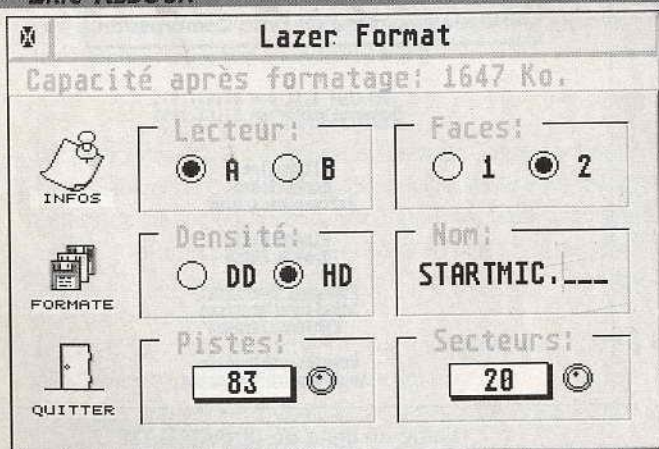 Lazer Format
Capacité après formatage: 1647 Ko.
Lecteur:
A B
Faces:
1 2
INFOS
Densité:
DD HD
Nom:
STARTMIC.___
FORMATE
Pistes:
83
Secteurs:
20
QUITTER